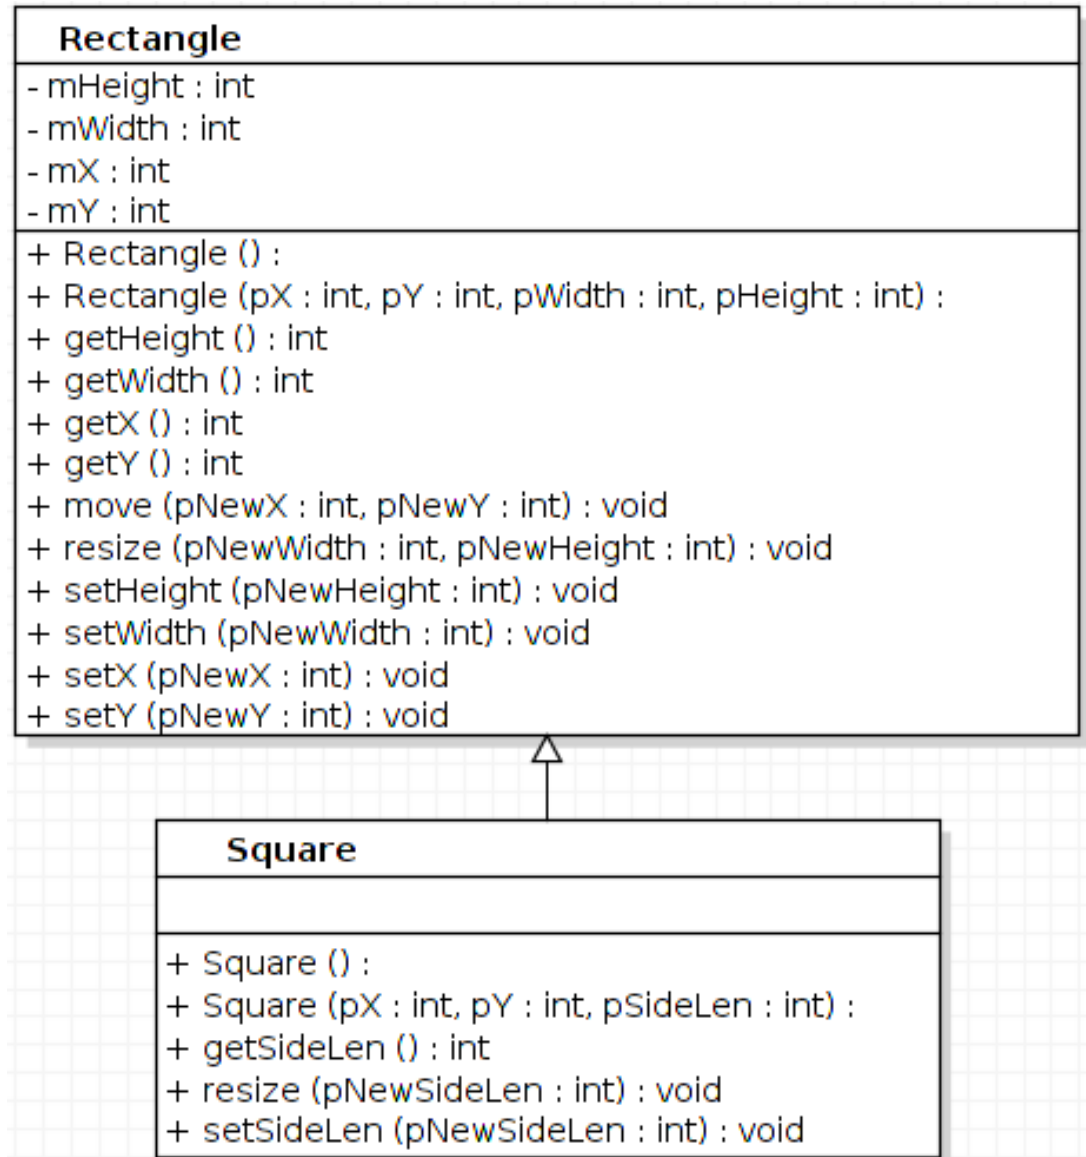 Rectangle
- mHeight : int
- mWidth : int
- mX : int
- mY : int
+ Rectangle () :
+ Rectangle (pX : int, pY : int, pWidth : int, pHeight : int) :
+ getHeight () : int
+ getWidth () : int
+ getX () : int
+ getY () : int
+ move (pNewX : int, pNewY : int) : void
+ resize (pNewWidth : int, pNewHeight : int) : void
+ setHeight (pNewHeight : int) : void
+ setWidth (pNewWidth : int) : void
+ setX (pNewX : int) : void
+ setY (pNewY : int) : void
Square
+ Square () :
+ Square (pX : int, pY : int, pSideLen : int) :
+ getSideLen () : int
+ resize (pNewSideLen : int) : void
+ setSideLen (pNewSideLen : int) : void